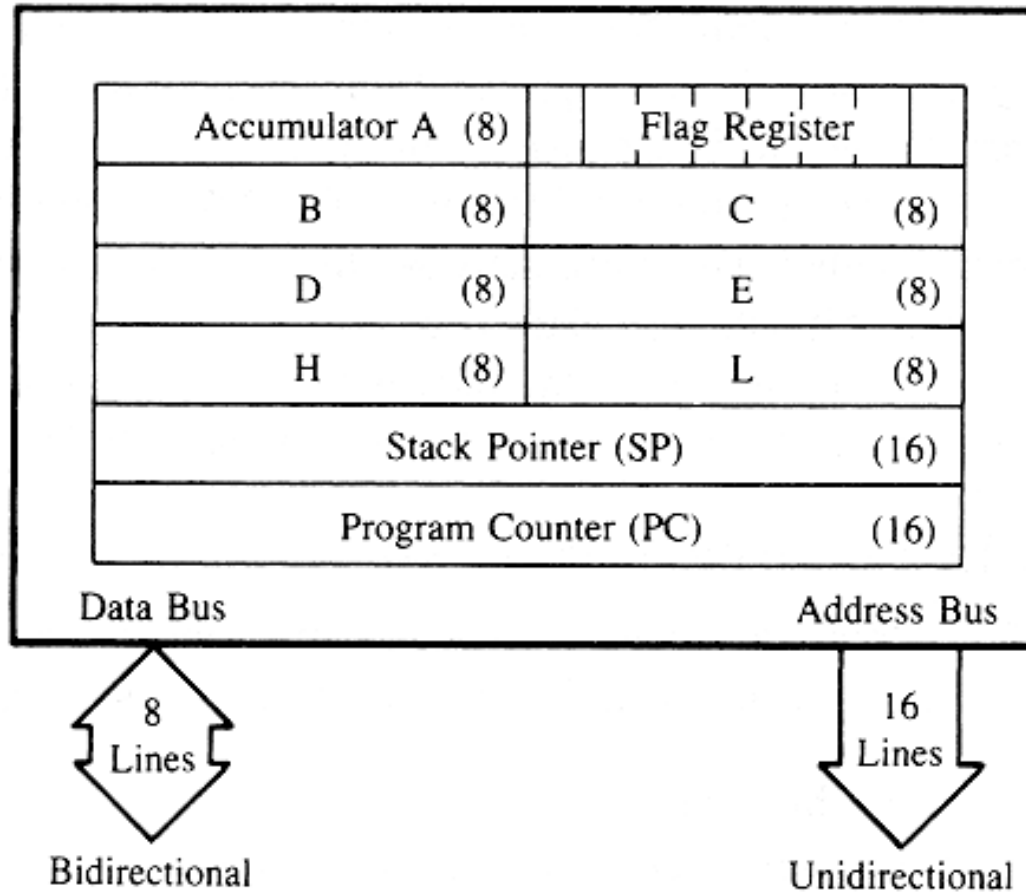 Accumulator A (8) Flag Register
B (8) C (8)
D (8) E (8)
H (8) L (8)
Stack Pointer (SP) (16)
Program Counter (PC) (16)
Data Bus Address Bus
8 16
Lines Lines
Bidirectional Unidirectional